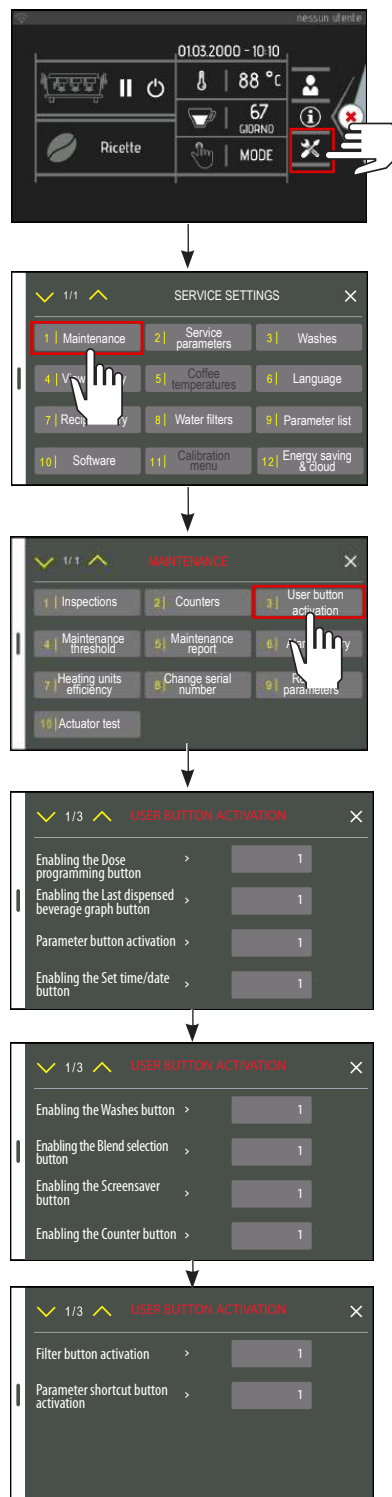 nessun utente
01.03.2000 - 10:10
88 °c
67
GIORNO
Ricette
MODE
1/1
SERVICE SETTINGS
1 | Maintenance
2 | Service parameters
3 | Washes
4 |
5 | Coffee temperatures
6 | Language
7 |
8 | Water filters
9 | Parameter list
10 | Software
11 | Calibration menu
12 | Energy saving & cloud
1/1
MAINTENANCE
1 | Inspections
2 | Counters
3 | User button activation
4 | Maintenance threshold
5 | Maintenance report
6 |
7 | Heating units efficiency
8 | Change serial number
9 | parameters
10 | Actuator test
1/3
USER BUTTON ACTIVATION
Enabling the Dose
programming button > 1
Enabling the Last dispensed
beverage graph button > 1
Parameter button activation > 1
Enabling the Set time/date
button > 1
1/3
USER BUTTON ACTIVATION
Enabling the Washes button > 1
Enabling the Blend selection
button > 1
Enabling the Screensaver
button > 1
Enabling the Counter button > 1
1/3
USER BUTTON ACTIVATION
Filter button activation > 1
Parameter shortcut button
activation > 1